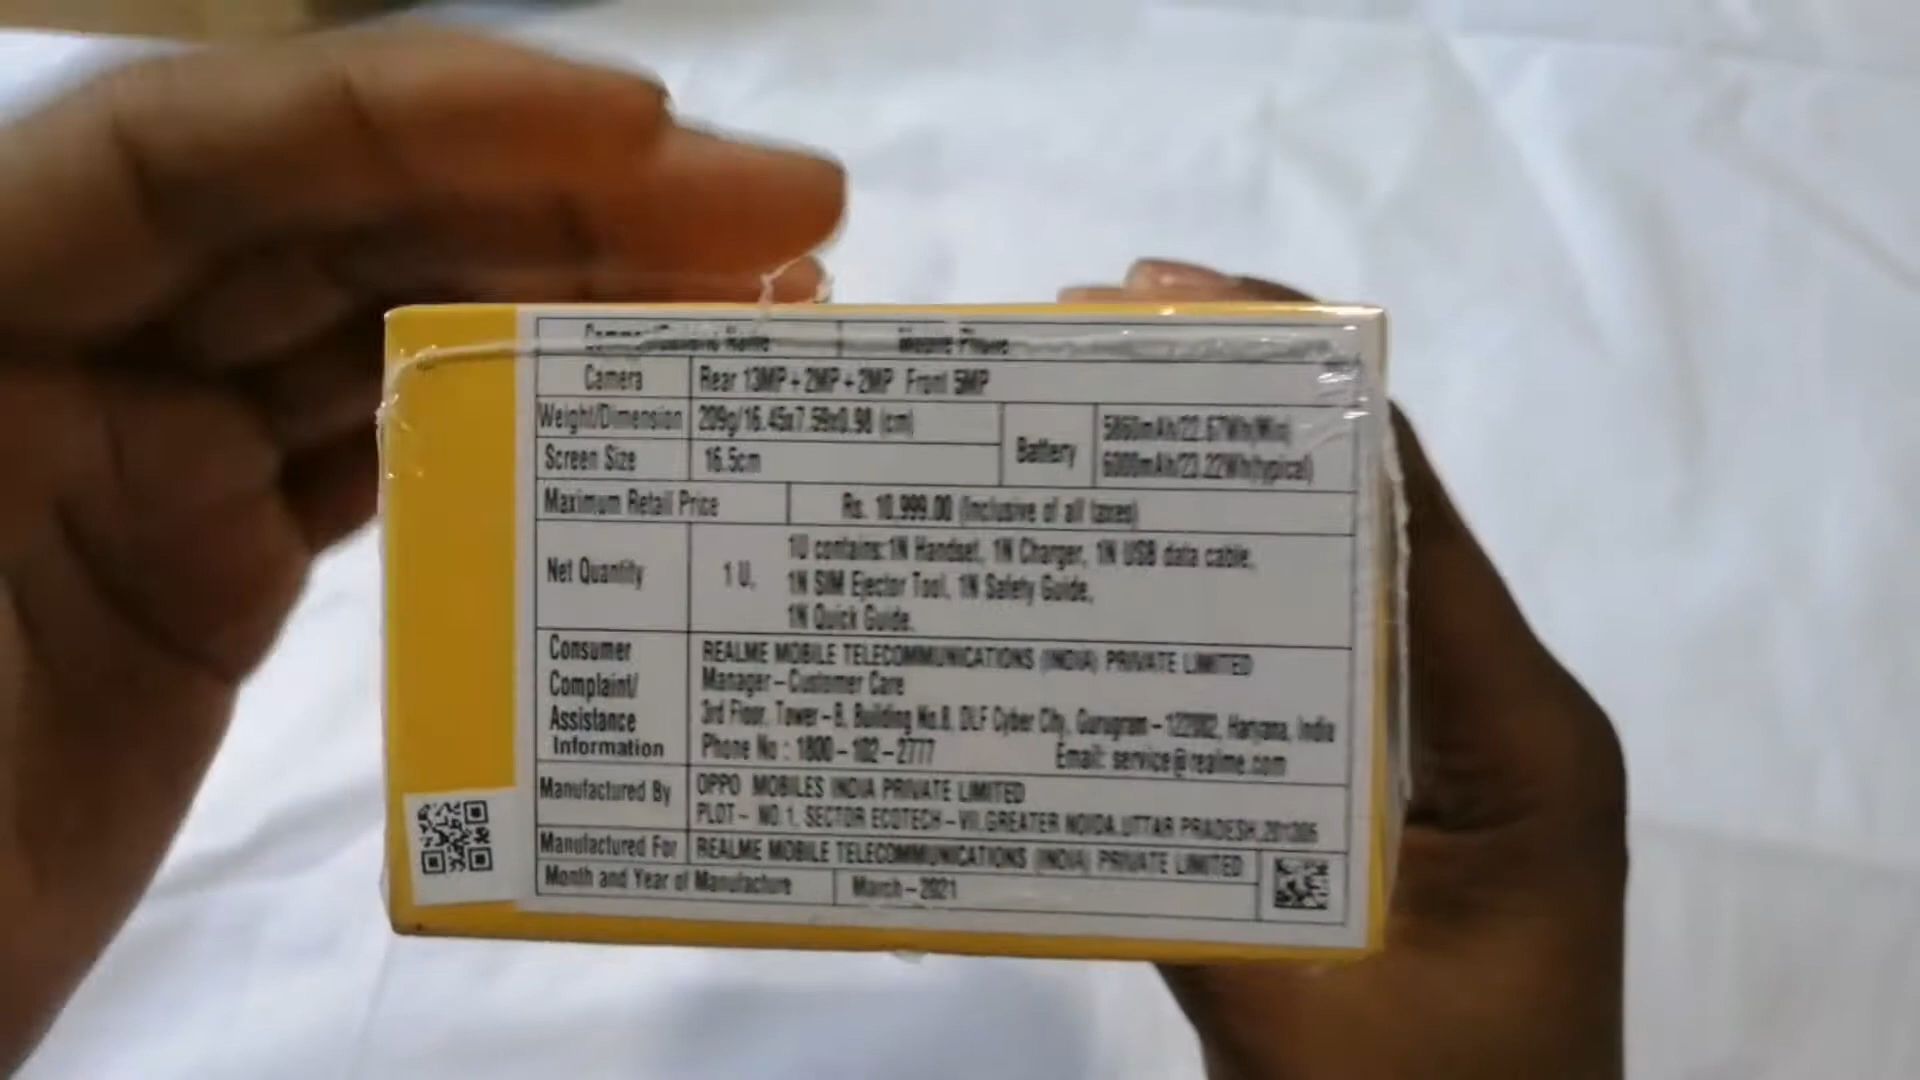 Common/Generic Name Mobile Phone
Camera Rear 13MP+2MP+2MP Front 5MP
Weight/Dimension 209g/16.45x7.59x0.98 (cm)
Battery 5860mAh/22.67Wh(Min)
6000mAh/23.22Wh(typical)
Screen Size 16.5cm
Maximum Retail Price Rs. 10,999.00 (Inclusive of all taxes)
Net Quantity 1 U, 1U contains:1N Handset, 1N Charger, 1N USB data cable,
1N SIM Ejector Tool, 1N Safety Guide,
1N Quick Guide.
Consumer Complaint/ Assistance Information
REALME MOBILE TELECOMMUNICATIONS (INDIA) PRIVATE LIMITED
Manager-Customer Care
3rd Floor, Tower-B, Building No.8, DLF Cyber City, Gurugram-122002, Haryana, India
Phone No : 1800-102-2777 Email: service@realme.com
Manufactured By OPPO MOBILES INDIA PRIVATE LIMITED
PLOT- NO.1, SECTOR ECOTECH-VII,GREATER NOIDA,UTTAR PRADESH,201306
Manufactured For REALME MOBILE TELECOMMUNICATIONS (INDIA) PRIVATE LIMITED
Month and Year of Manufacture March-2021